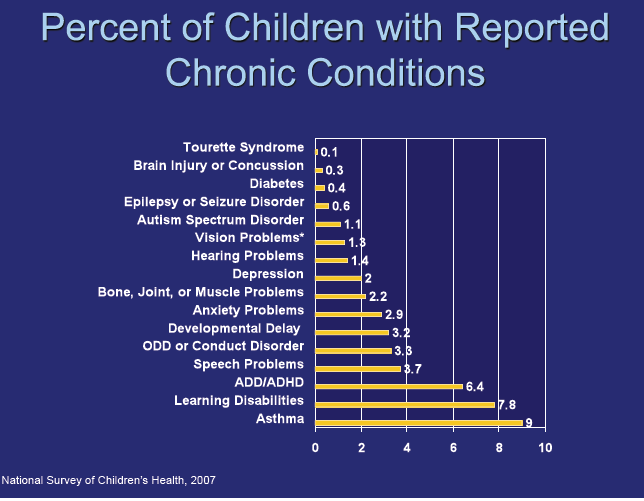 Percent of Children with Reported
Chronic Conditions
Tourette Syndrome 0.1
Brain Injury or Concussion 0.3
Diabetes 0.4
Epilepsy or Seizure Disorder 0.6
Autism Spectrum Disorder 1.1
Vision Problems* 1.3
Hearing Problems 1.4
Depression 2
Bone, Joint, or Muscle Problems 2.2
Anxiety Problems 2.9
Developmental Delay 3.2
ODD or Conduct Disorder 3.3
Speech Problems 3.7
ADD/ADHD 6.4
Learning Disabilities 7.8
Asthma 9
0 2 4 6 8 10
National Survey of Children's Health, 2007